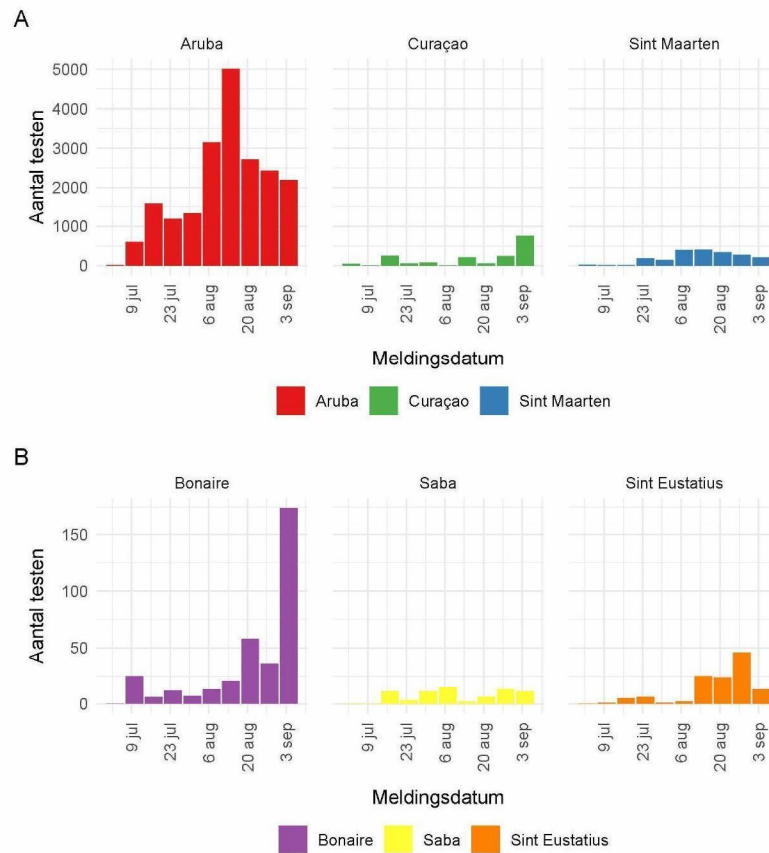 A
Aruba
Curaçao
Sint Maarten
Aantal testen
5000
4000
3000
2000
1000
0
9 jul
23 jul
6 aug
20 aug
3 sep
9 jul
23 jul
6 aug
20 aug
3 sep
9 jul
23 jul
6 aug
20 aug
3 sep
Meldingsdatum
Aruba Curaçao Sint Maarten
B
Bonaire
Saba
Sint Eustatius
Aantal testen
150
100
50
0
9 jul
23 jul
6 aug
20 aug
3 sep
9 jul
23 jul
6 aug
20 aug
3 sep
9 jul
23 jul
6 aug
20 aug
3 sep
Meldingsdatum
Bonaire Saba Sint Eustatius